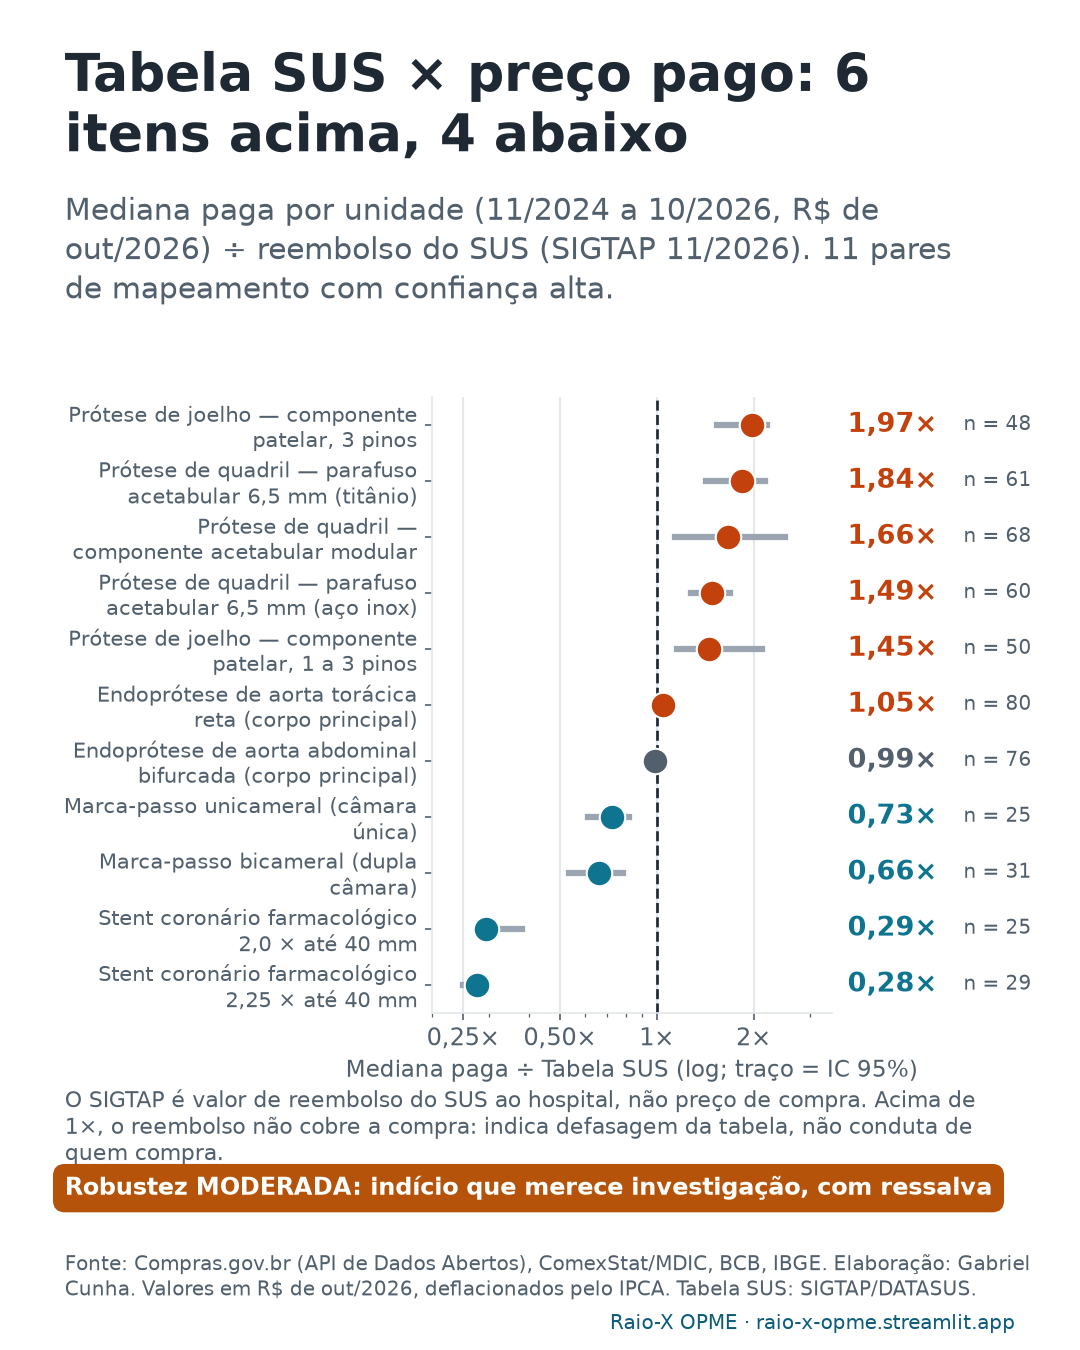 Tabela SUS × preço pago: 6
itens acima, 4 abaixo
Mediana paga por unidade (11/2024 a 10/2026, R$ de
out/2026) ÷ reembolso do SUS (SIGTAP 11/2026). 11 pares
de mapeamento com confiança alta.
Prótese de joelho — componente
patelar, 3 pinos
1,97× n = 48
Prótese de quadril — parafuso
acetabular 6,5 mm (titânio)
1,84× n = 61
Prótese de quadril —
componente acetabular modular
1,66× n = 68
Prótese de quadril — parafuso
acetabular 6,5 mm (aço inox)
1,49× n = 60
Prótese de joelho — componente
patelar, 1 a 3 pinos
1,45× n = 50
Endoprótese de aorta torácica
reta (corpo principal)
1,05× n = 80
Endoprótese de aorta abdominal
bifurcada (corpo principal)
0,99× n = 76
Marca-passo unicameral (câmara
única)
0,73× n = 25
Marca-passo bicameral (dupla
câmara)
0,66× n = 31
Stent coronário farmacológico
2,0 × até 40 mm
0,29× n = 25
Stent coronário farmacológico
2,25 × até 40 mm
0,28× n = 29
0,25× 0,50× 1× 2×
Mediana paga ÷ Tabela SUS (log; traço = IC 95%)
O SIGTAP é valor de reembolso do SUS ao hospital, não preço de compra. Acima de
1×, o reembolso não cobre a compra: indica defasagem da tabela, não conduta de
quem compra.
Robustez MODERADA: indício que merece investigação, com ressalva
Fonte: Compras.gov.br (API de Dados Abertos), ComexStat/MDIC, BCB, IBGE. Elaboração: Gabriel
Cunha. Valores em R$ de out/2026, deflacionados pelo IPCA. Tabela SUS: SIGTAP/DATASUS.
Raio-X OPME · raio-x-opme.streamlit.app